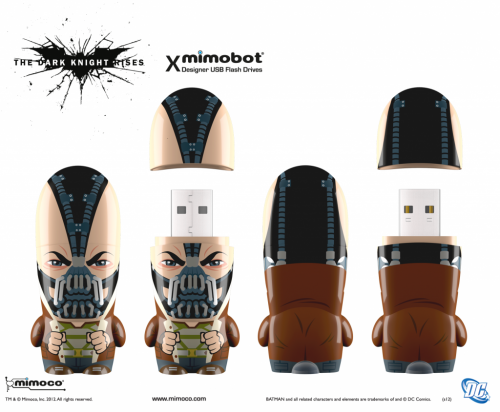 THE DARK KNIGHT RISES
X mimobot®
Designer USB Flash Drives
mimoco™
TM & © Mimoco, Inc. 2012. All rights reserved.
www.mimoco.com
BATMAN and all related characters and elements are trademarks of and © DC Comics. (s12)
DC